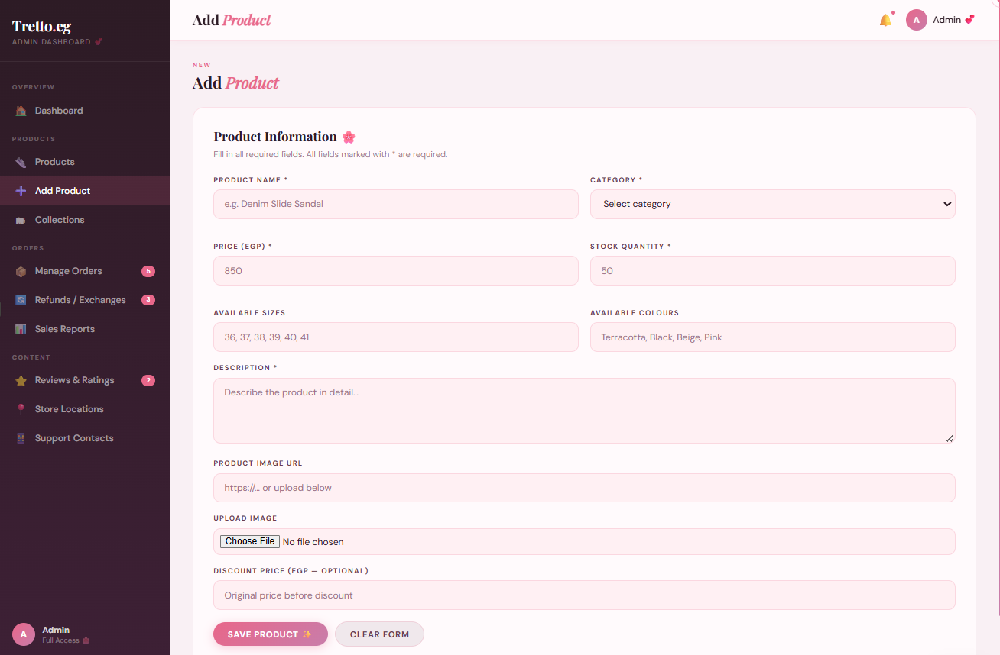 Tretto.eg
ADMIN DASHBOARD
OVERVIEW
Dashboard
PRODUCTS
Products
Add Product
Collections
ORDERS
Manage Orders 5
Refunds / Exchanges 3
Sales Reports
CONTENT
Reviews & Ratings 2
Store Locations
Support Contacts
A
Admin
Full Access
Add Product
A Admin
NEW
Add Product
Product Information
Fill in all required fields. All fields marked with * are required.
PRODUCT NAME * CATEGORY *
e.g. Denim Slide Sandal Select category
PRICE (EGP) * STOCK QUANTITY *
850 50
AVAILABLE SIZES AVAILABLE COLOURS
36, 37, 38, 39, 40, 41 Terracotta, Black, Beige, Pink
DESCRIPTION *
Describe the product in detail...
PRODUCT IMAGE URL
https://... or upload below
UPLOAD IMAGE
Choose File No file chosen
DISCOUNT PRICE (EGP — OPTIONAL)
Original price before discount
SAVE PRODUCT CLEAR FORM